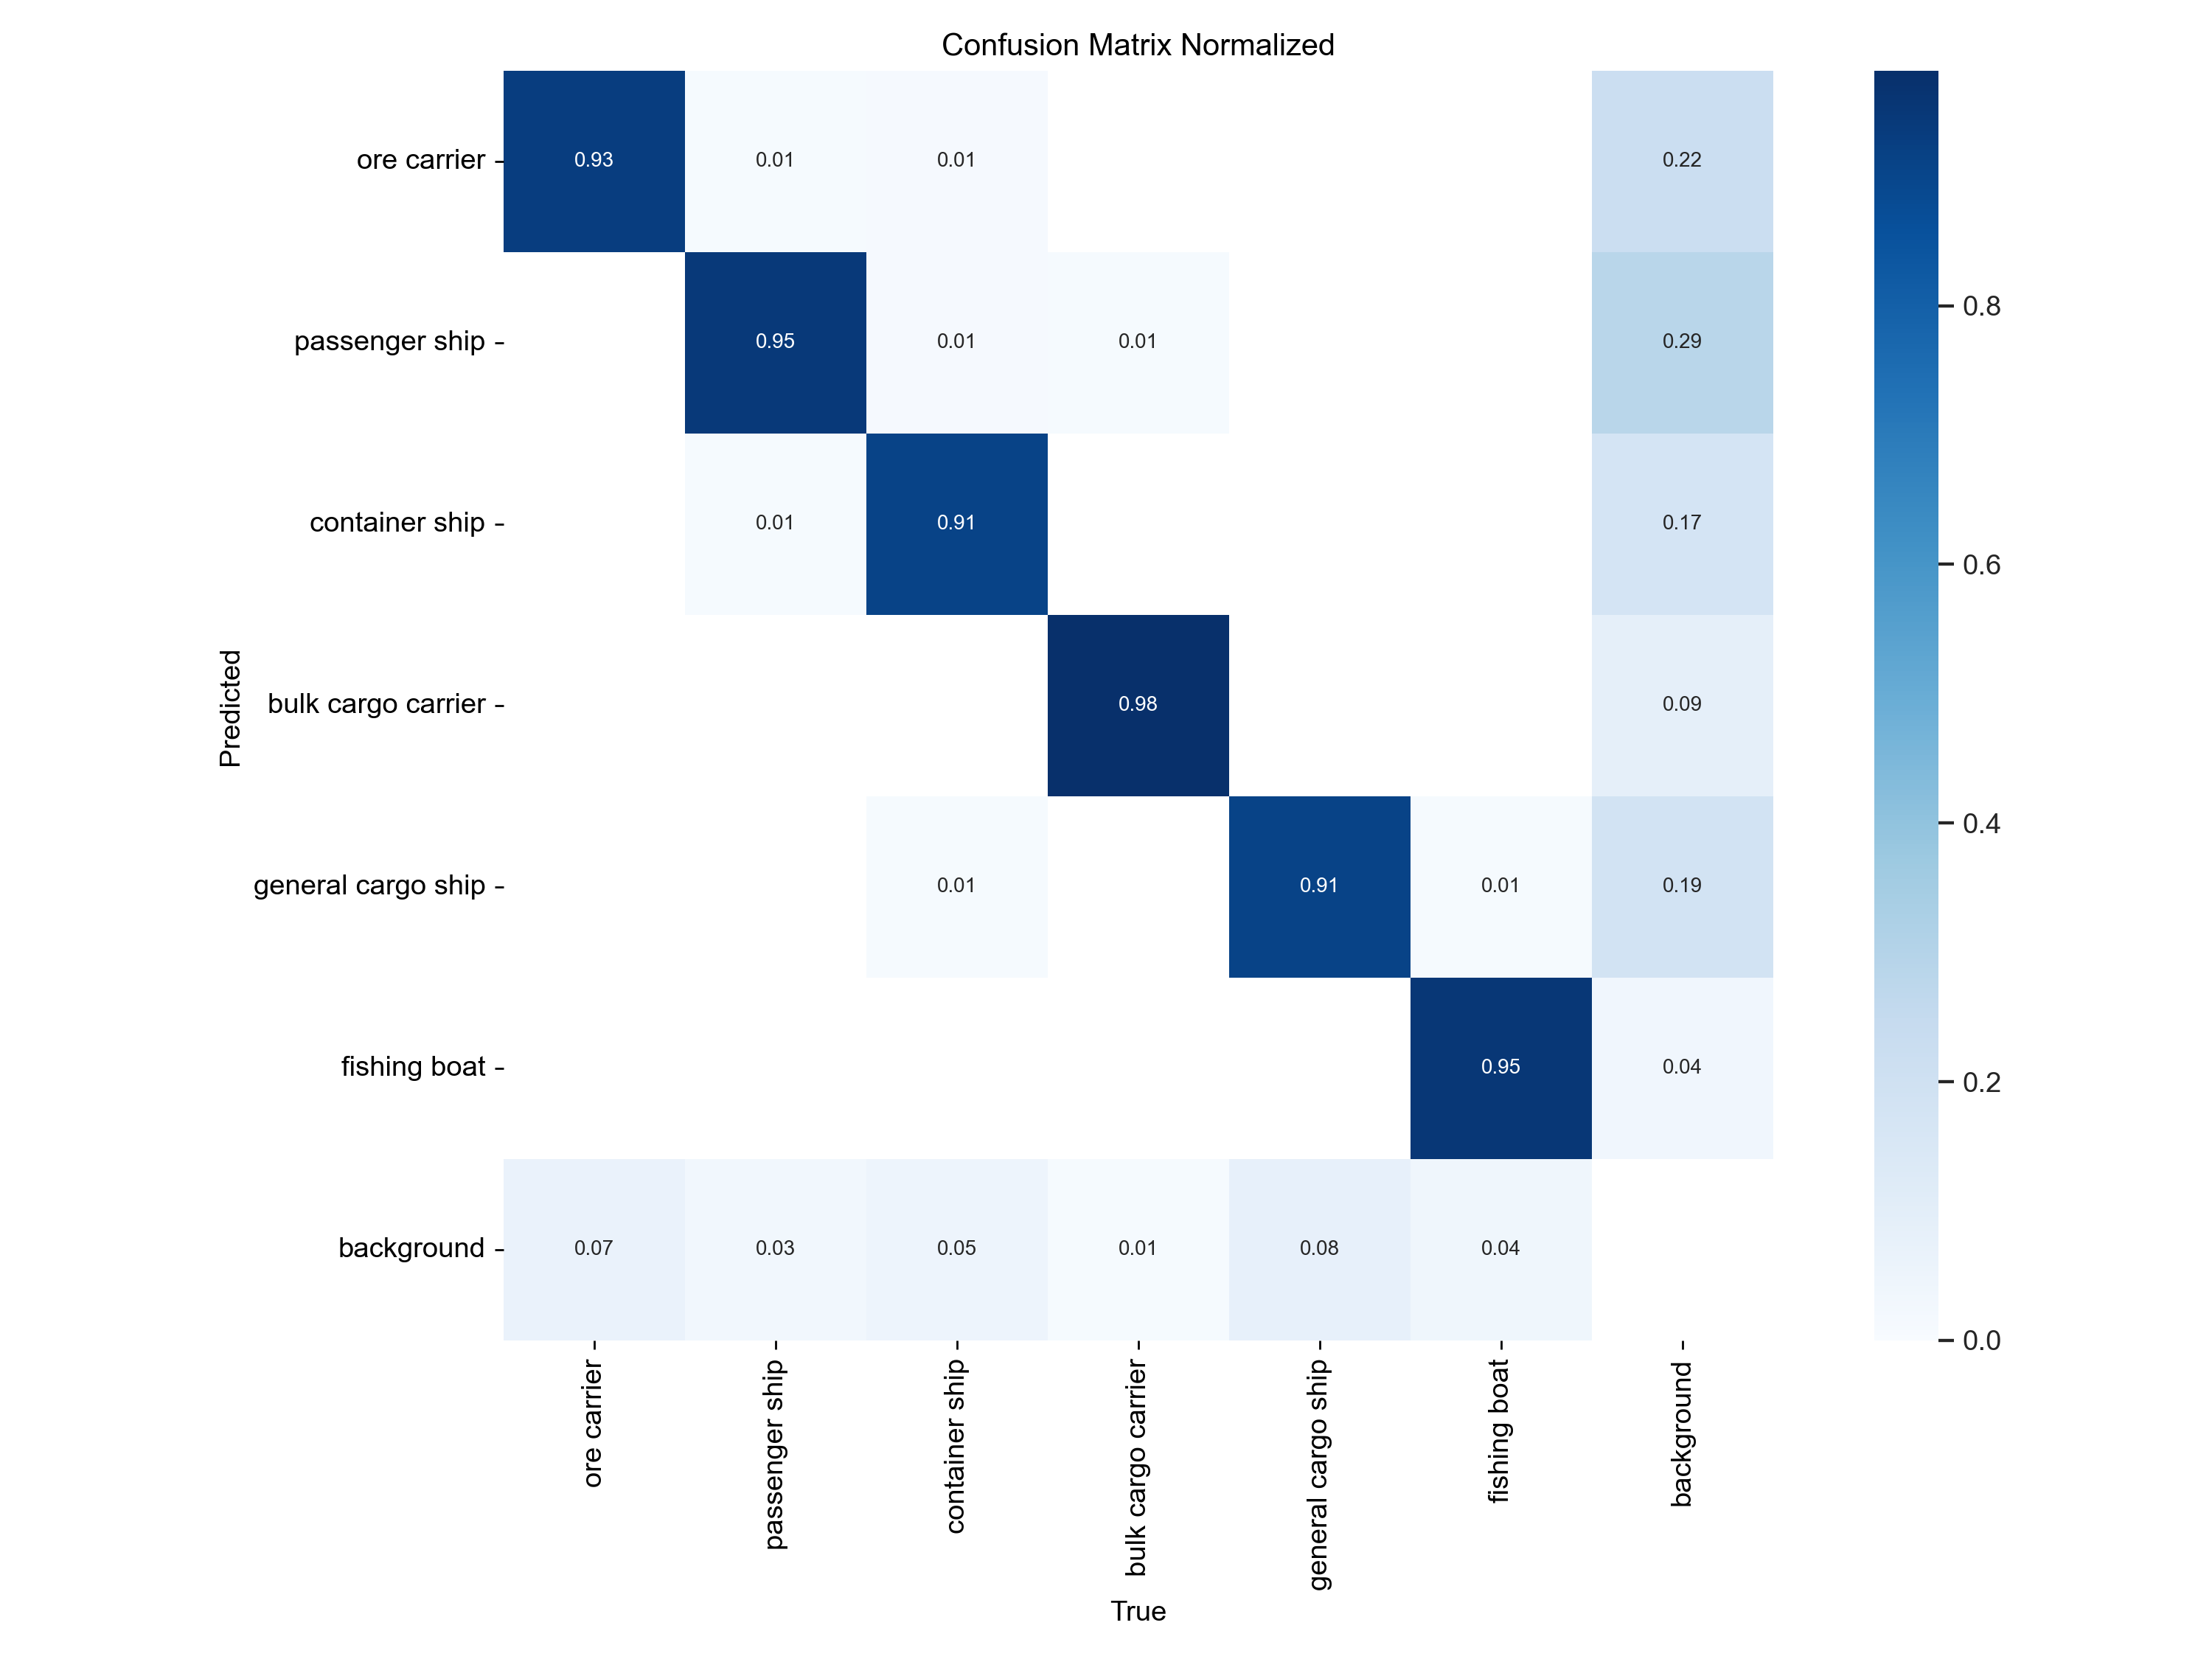 Confusion Matrix Normalized
ore carrier 0.93 0.01 0.01 0.22
passenger ship 0.95 0.01 0.01 0.29
container ship 0.01 0.91 0.17
bulk cargo carrier 0.98 0.09
general cargo ship 0.01 0.91 0.01 0.19
fishing boat 0.95 0.04
background 0.07 0.03 0.05 0.01 0.08 0.04
Predicted
ore carrier
passenger ship
container ship
bulk cargo carrier
general cargo ship
fishing boat
background
True
0.8
0.6
0.4
0.2
0.0